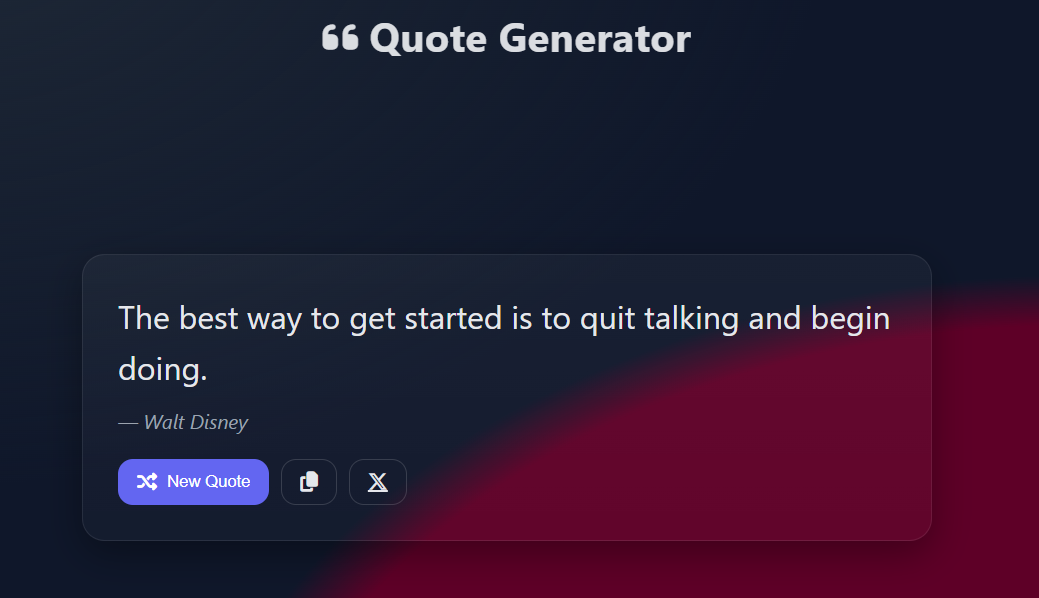 Quote Generator
The best way to get started is to quit talking and begin
doing.
— Walt Disney
New Quote